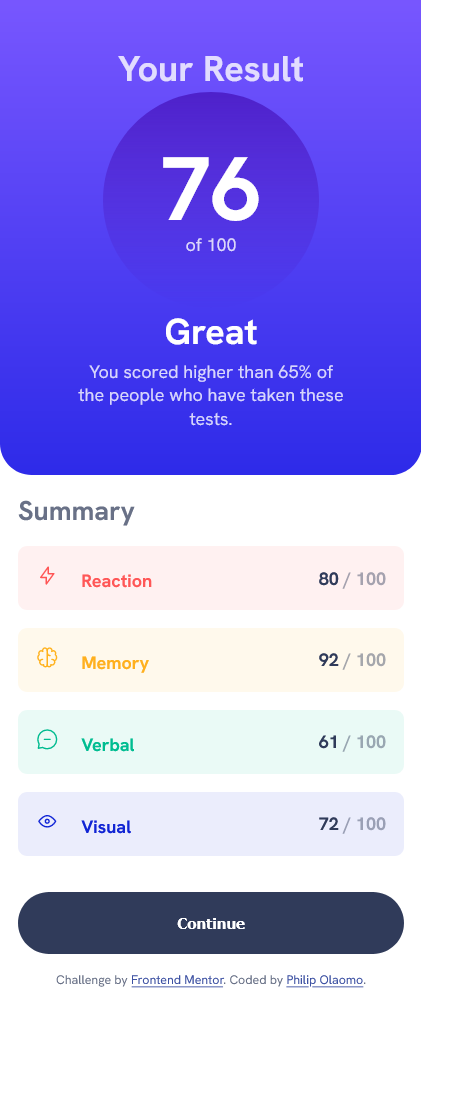 Your Result
76
of 100
Great
You scored higher than 65% of
the people who have taken these
tests.
Summary
Reaction 80 / 100
Memory 92 / 100
Verbal 61 / 100
Visual 72 / 100
Continue
Challenge by Frontend Mentor. Coded by Philip Olaomo.